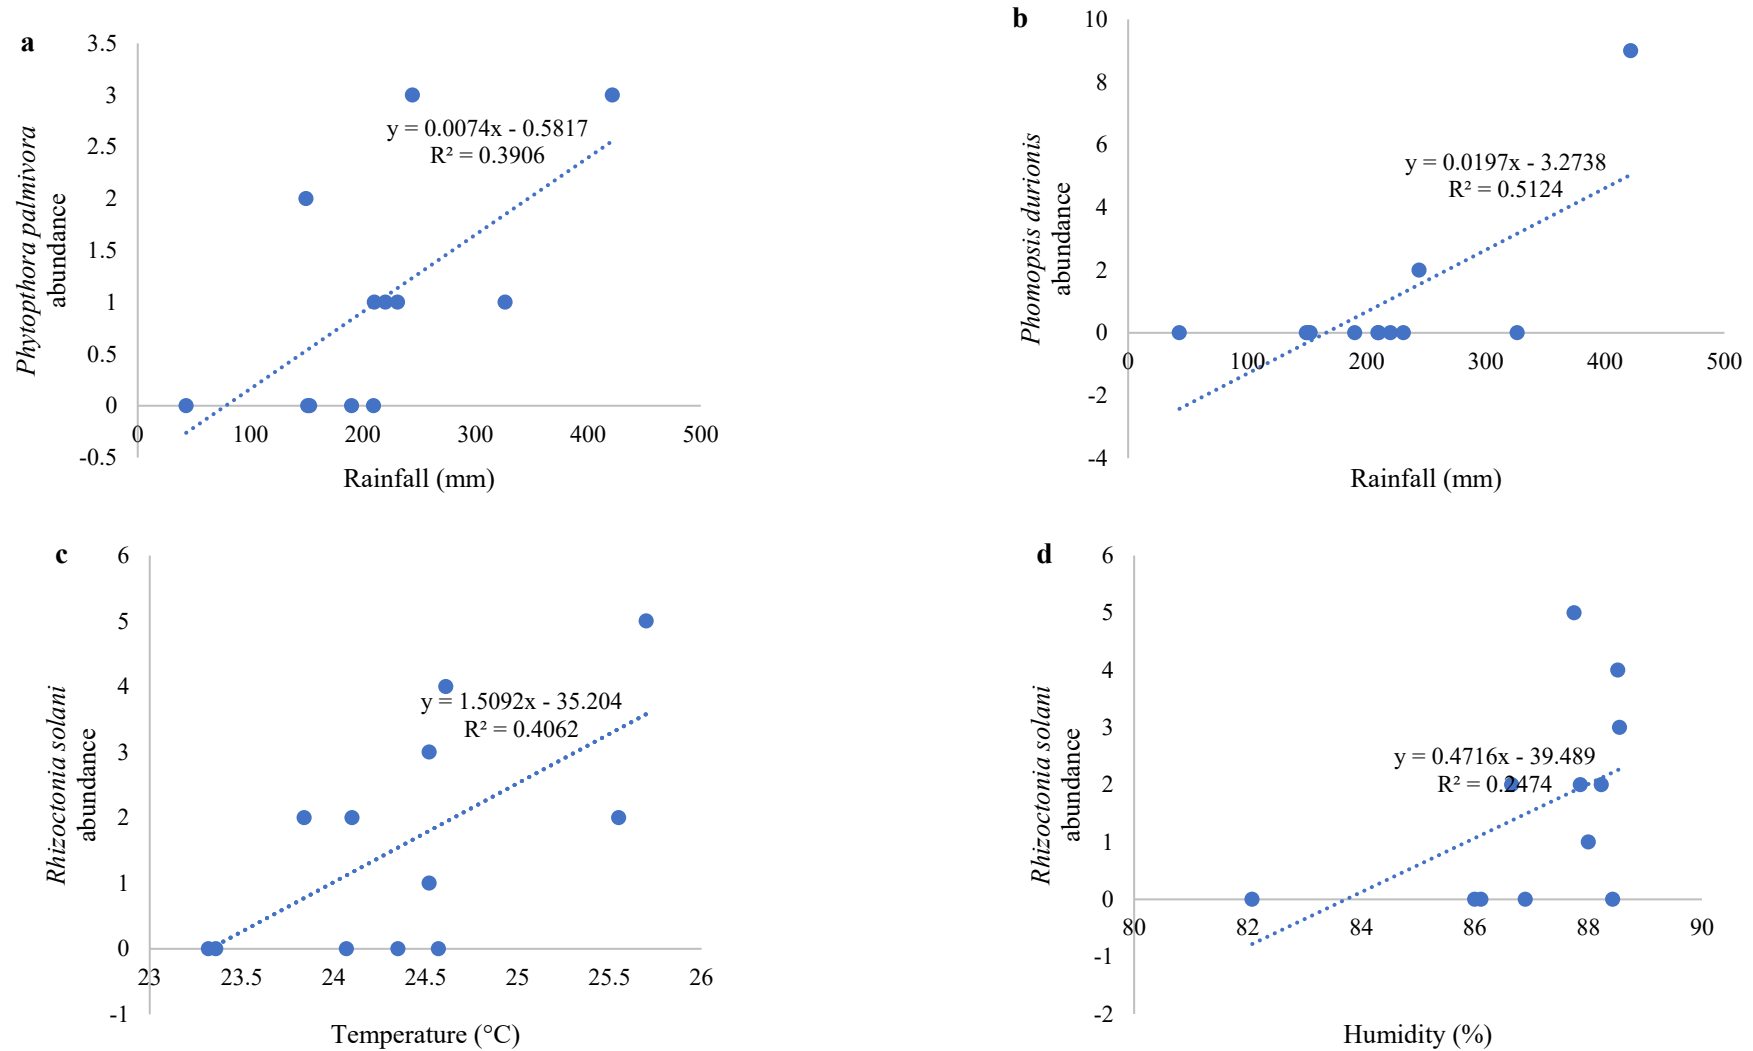 a
3.5
3
2.5
2
1.5
1
0.5
0
-0.5
0 100 200 300 400 500
Phytopthora palmivora
abundance
y = 0.0074x - 0.5817
R² = 0.3906
Rainfall (mm)
b
10
8
6
4
2
0
-2
-4
0 100 200 300 400 500
Phomopsis durionis
abundance
y = 0.0197x - 3.2738
R² = 0.5124
Rainfall (mm)
c
6
5
4
3
2
1
0
-1
23 23.5 24 24.5 25 25.5 26
Rhizoctonia solani
abundance
y = 1.5092x - 35.204
R² = 0.4062
Temperature (°C)
d
6
5
4
3
2
1
0
-1
-2
80 82 84 86 88 90
Rhizoctonia solani
abundance
y = 0.4716x - 39.489
R² = 0.2474
Humidity (%)